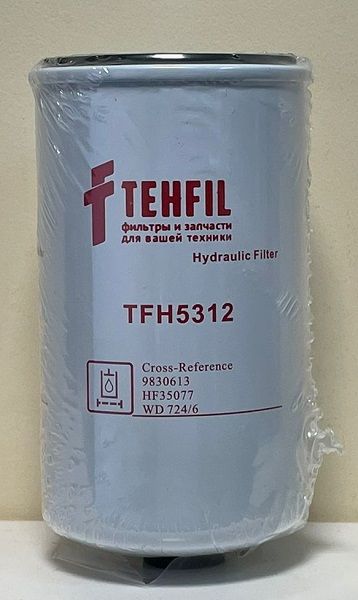 TEHFIL
фильтры и запчасти
для вашей техники
Hydraulic Filter
TFH5312
Cross-Reference
9830613
HF35077
WD 724/6